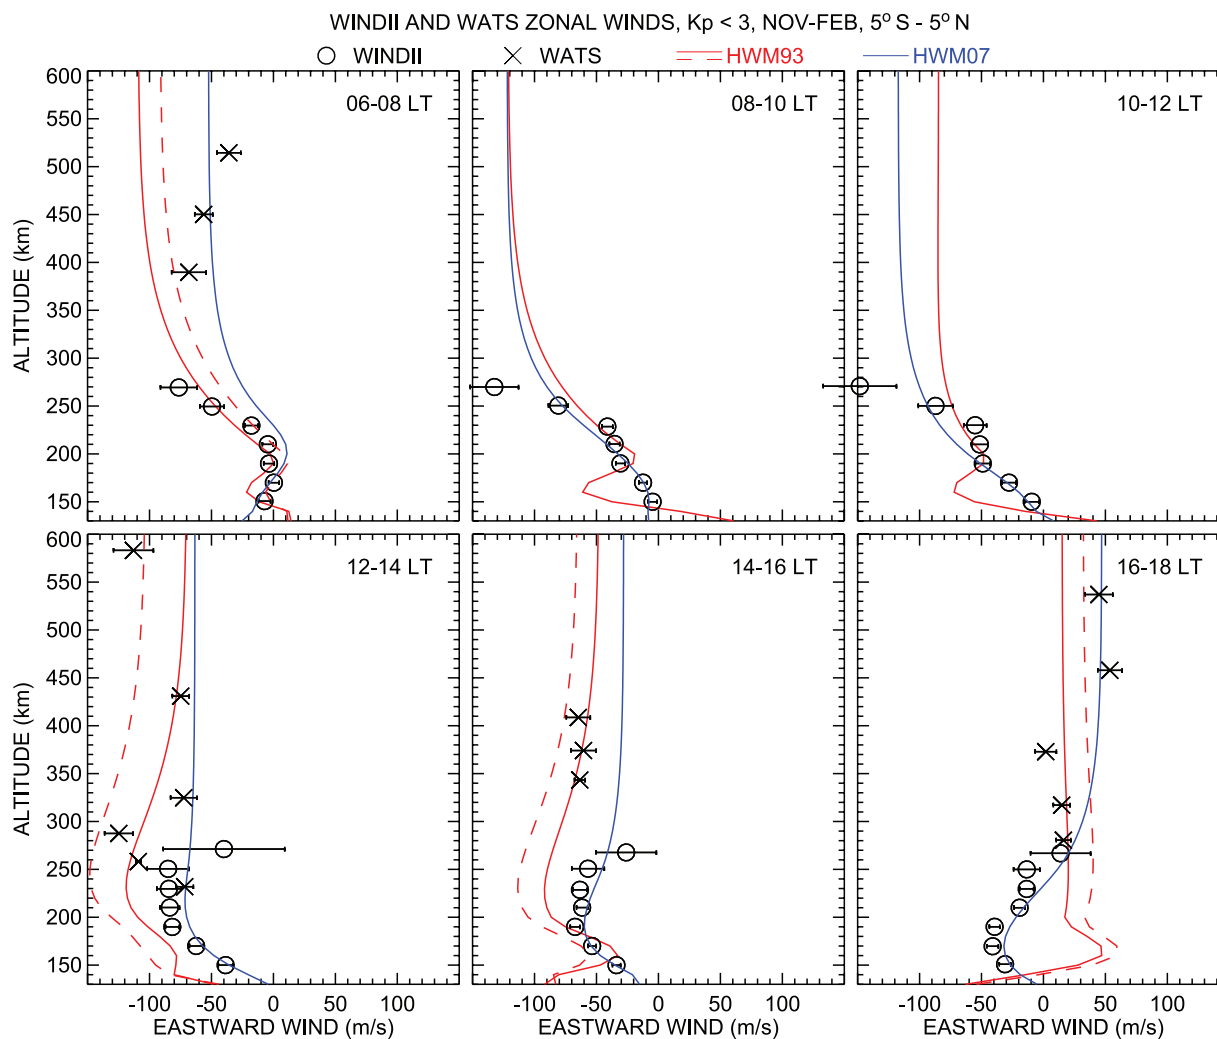 WINDII AND WATS ZONAL WINDS, Kp < 3, NOV-FEB, 5° S - 5° N
WINDII WATS HWM93 HWM07
600 06-08 LT 08-10 LT 10-12 LT
550
500
450
400
350
300
250
200
150
ALTITUDE (km)
600 12-14 LT 14-16 LT 16-18 LT
550
500
450
400
350
300
250
200
150
ALTITUDE (km)
-100 -50 0 50 100 -100 -50 0 50 100 -100 -50 0 50 100
EASTWARD WIND (m/s) EASTWARD WIND (m/s) EASTWARD WIND (m/s)